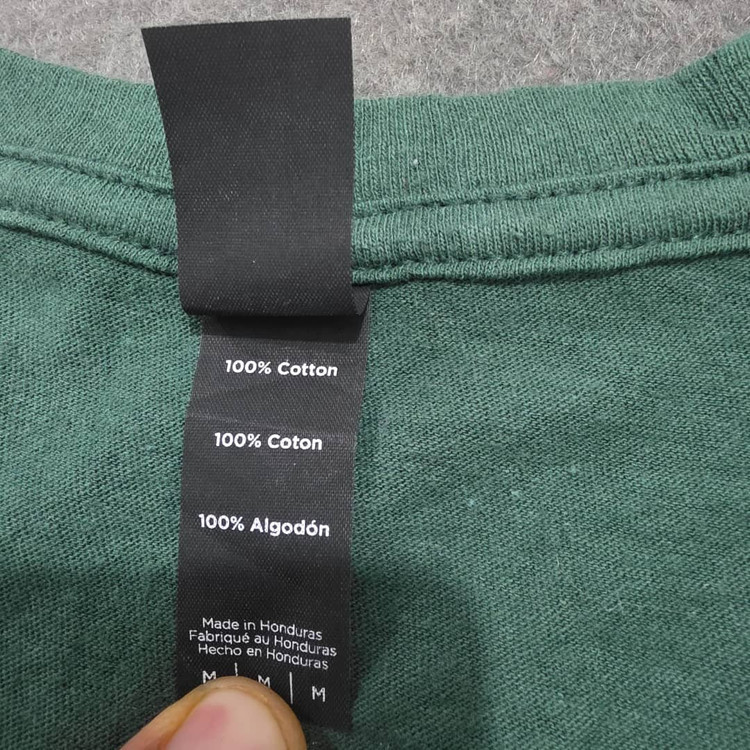 100% Cotton
100% Coton
100% Algodón
Made in Honduras
Fabriqué au Honduras
Hecho en Honduras
M | M | M